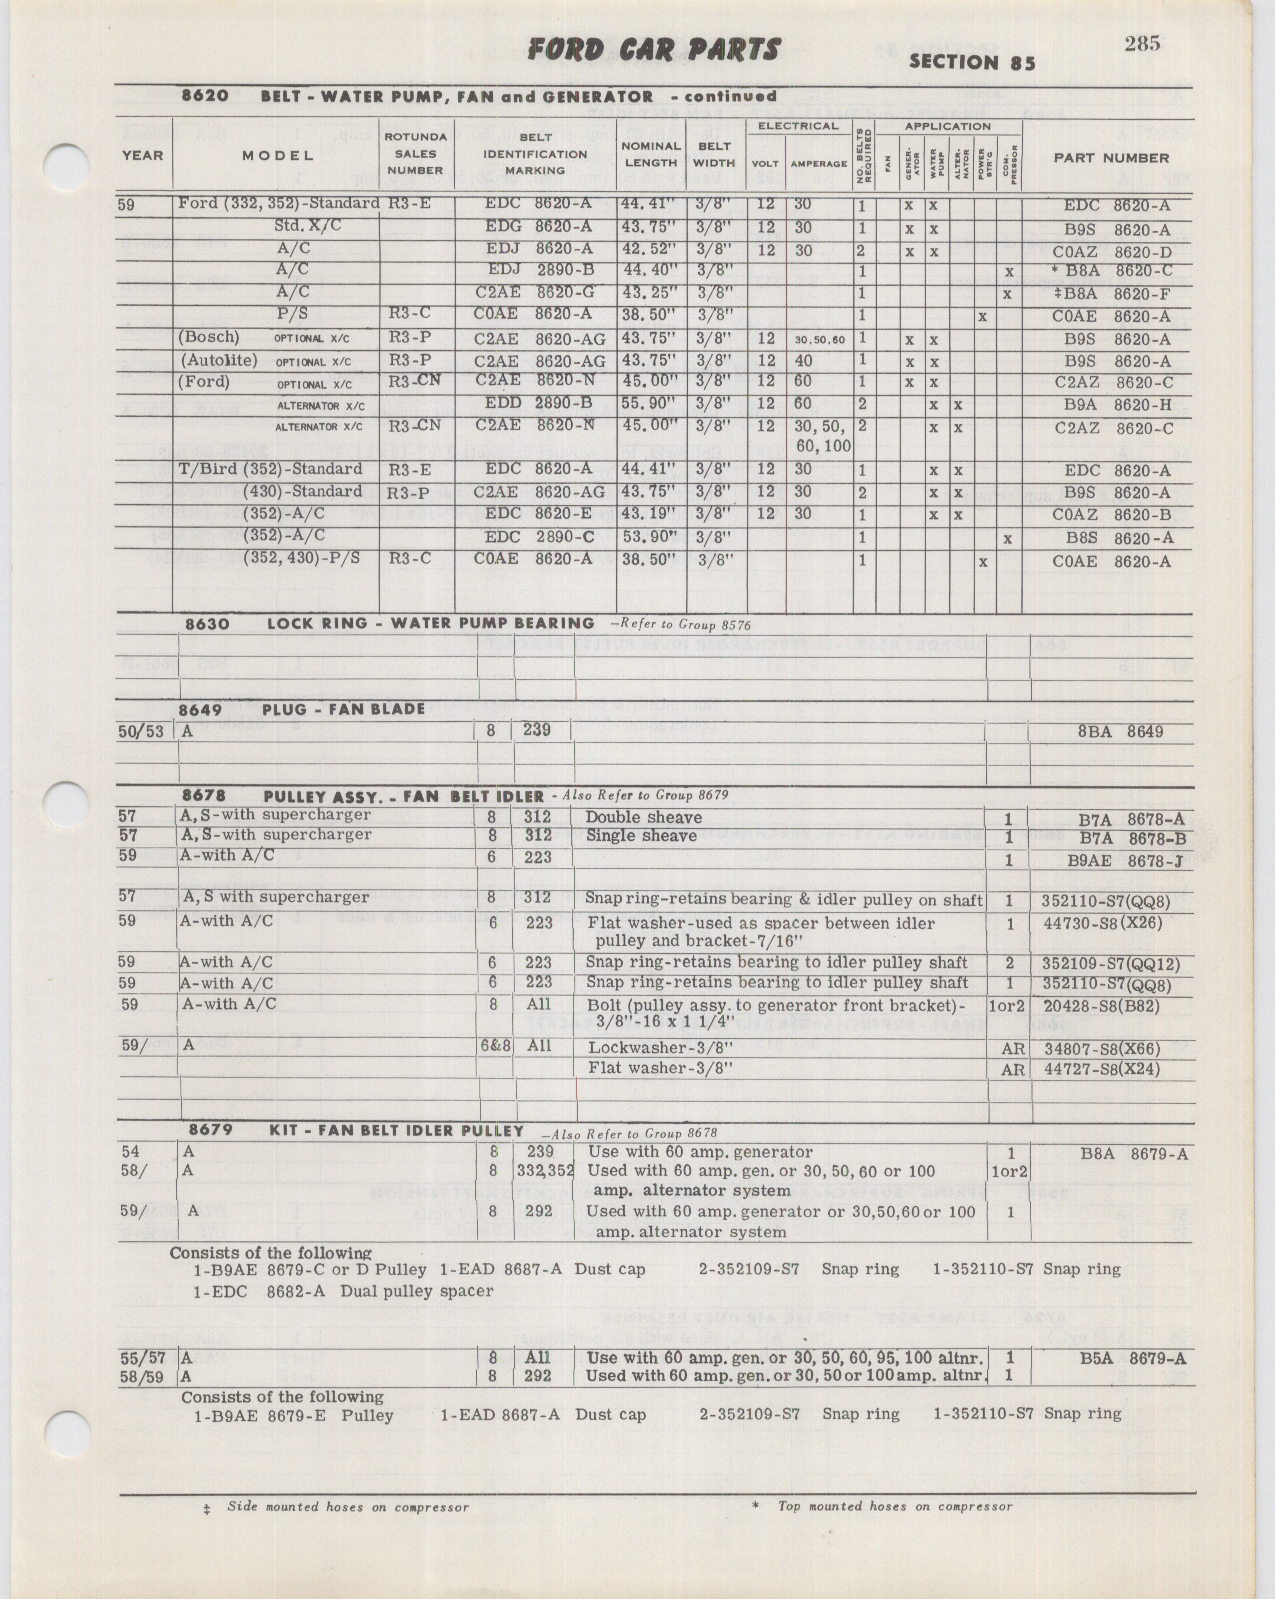 FORD CAR PARTS
285
SECTION 85
8620 BELT - WATER PUMP, FAN and GENERATOR - continued
YEAR MODEL ROTUNDA SALES NUMBER BELT IDENTIFICATION MARKING NOMINAL LENGTH BELT WIDTH ELECTRICAL VOLT AMPERAGE NO. BELTS REQUIRED APPLICATION FAN GENER-ATOR WATER PUMP ALTER-NATOR POWER STR'G COM-PRESSOR PART NUMBER
59 Ford (332, 352)-Standard R3-E EDC 8620-A 44.41" 3/8" 12 30 1 x x EDC 8620-A
Std. X/C EDG 8620-A 43.75" 3/8" 12 30 1 x x B9S 8620-A
A/C EDJ 8620-A 42.52" 3/8" 12 30 2 x x C0AZ 8620-D
A/C EDJ 2890-B 44.40" 3/8" 1 x * B8A 8620-C
A/C C2AE 8620-G 43.25" 3/8" 1 x ‡B8A 8620-F
P/S R3-C C0AE 8620-A 38.50" 3/8" 1 x C0AE 8620-A
(Bosch) OPTIONAL X/C R3-P C2AE 8620-AG 43.75" 3/8" 12 30,50,60 1 x x B9S 8620-A
(Autolite) OPTIONAL X/C R3-P C2AE 8620-AG 43.75" 3/8" 12 40 1 x x B9S 8620-A
(Ford) OPTIONAL X/C R3-CN C2AE 8620-N 45.00" 3/8" 12 60 1 x x C2AZ 8620-C
ALTERNATOR X/C EDD 2890-B 55.90" 3/8" 12 60 2 x x B9A 8620-H
ALTERNATOR X/C R3-CN C2AE 8620-N 45.00" 3/8" 12 30, 50, 2 x x C2AZ 8620-C
60, 100
T/Bird (352)-Standard R3-E EDC 8620-A 44.41" 3/8" 12 30 1 x x EDC 8620-A
(430)-Standard R3-P C2AE 8620-AG 43.75" 3/8" 12 30 2 x x B9S 8620-A
(352)-A/C EDC 8620-E 43.19" 3/8" 12 30 1 x x C0AZ 8620-B
(352)-A/C EDC 2890-C 53.90" 3/8" 1 x B8S 8620-A
(352, 430)-P/S R3-C C0AE 8620-A 38.50" 3/8" 1 x C0AE 8620-A
8630 LOCK RING - WATER PUMP BEARING -Refer to Group 8576
8649 PLUG - FAN BLADE
50/53 A 8 239 8BA 8649
8678 PULLEY ASSY. - FAN BELT IDLER - Also Refer to Group 8679
57 A, S-with supercharger 8 312 Double sheave 1 B7A 8678-A
57 A, S-with supercharger 8 312 Single sheave 1 B7A 8678-B
59 A-with A/C 6 223 1 B9AE 8678-J
57 A, S with supercharger 8 312 Snap ring-retains bearing & idler pulley on shaft 1 352110-S7(QQ8)
59 A-with A/C 6 223 Flat washer-used as spacer between idler 1 44730-S8(X26)
pulley and bracket-7/16"
59 A-with A/C 6 223 Snap ring-retains bearing to idler pulley shaft 2 352109-S7(QQ12)
59 A-with A/C 6 223 Snap ring-retains bearing to idler pulley shaft 1 352110-S7(QQ8)
59 A-with A/C 8 All Bolt (pulley assy. to generator front bracket)- 1or2 20428-S8(B82)
3/8"-16 x 1 1/4"
59/ A 6&8 All Lockwasher-3/8" AR 34807-S8(X66)
Flat washer-3/8" AR 44727-S8(X24)
8679 KIT - FAN BELT IDLER PULLEY -Also Refer to Group 8678
54 A 8 239 Use with 60 amp. generator 1 B8A 8679-A
58/ A 8 332,352 Used with 60 amp. gen. or 30, 50, 60 or 100 1or2
amp. alternator system
59/ A 8 292 Used with 60 amp. generator or 30,50,60 or 100 1
amp. alternator system
Consists of the following
1-B9AE 8679-C or D Pulley 1-EAD 8687-A Dust cap 2-352109-S7 Snap ring 1-352110-S7 Snap ring
1-EDC 8682-A Dual pulley spacer
55/57 A 8 All Use with 60 amp. gen. or 30, 50, 60, 95, 100 altnr. 1 B5A 8679-A
58/59 A 8 292 Used with 60 amp. gen. or 30, 50 or 100 amp. altnr. 1
Consists of the following
1-B9AE 8679-E Pulley 1-EAD 8687-A Dust cap 2-352109-S7 Snap ring 1-352110-S7 Snap ring
‡ Side mounted hoses on compressor * Top mounted hoses on compressor